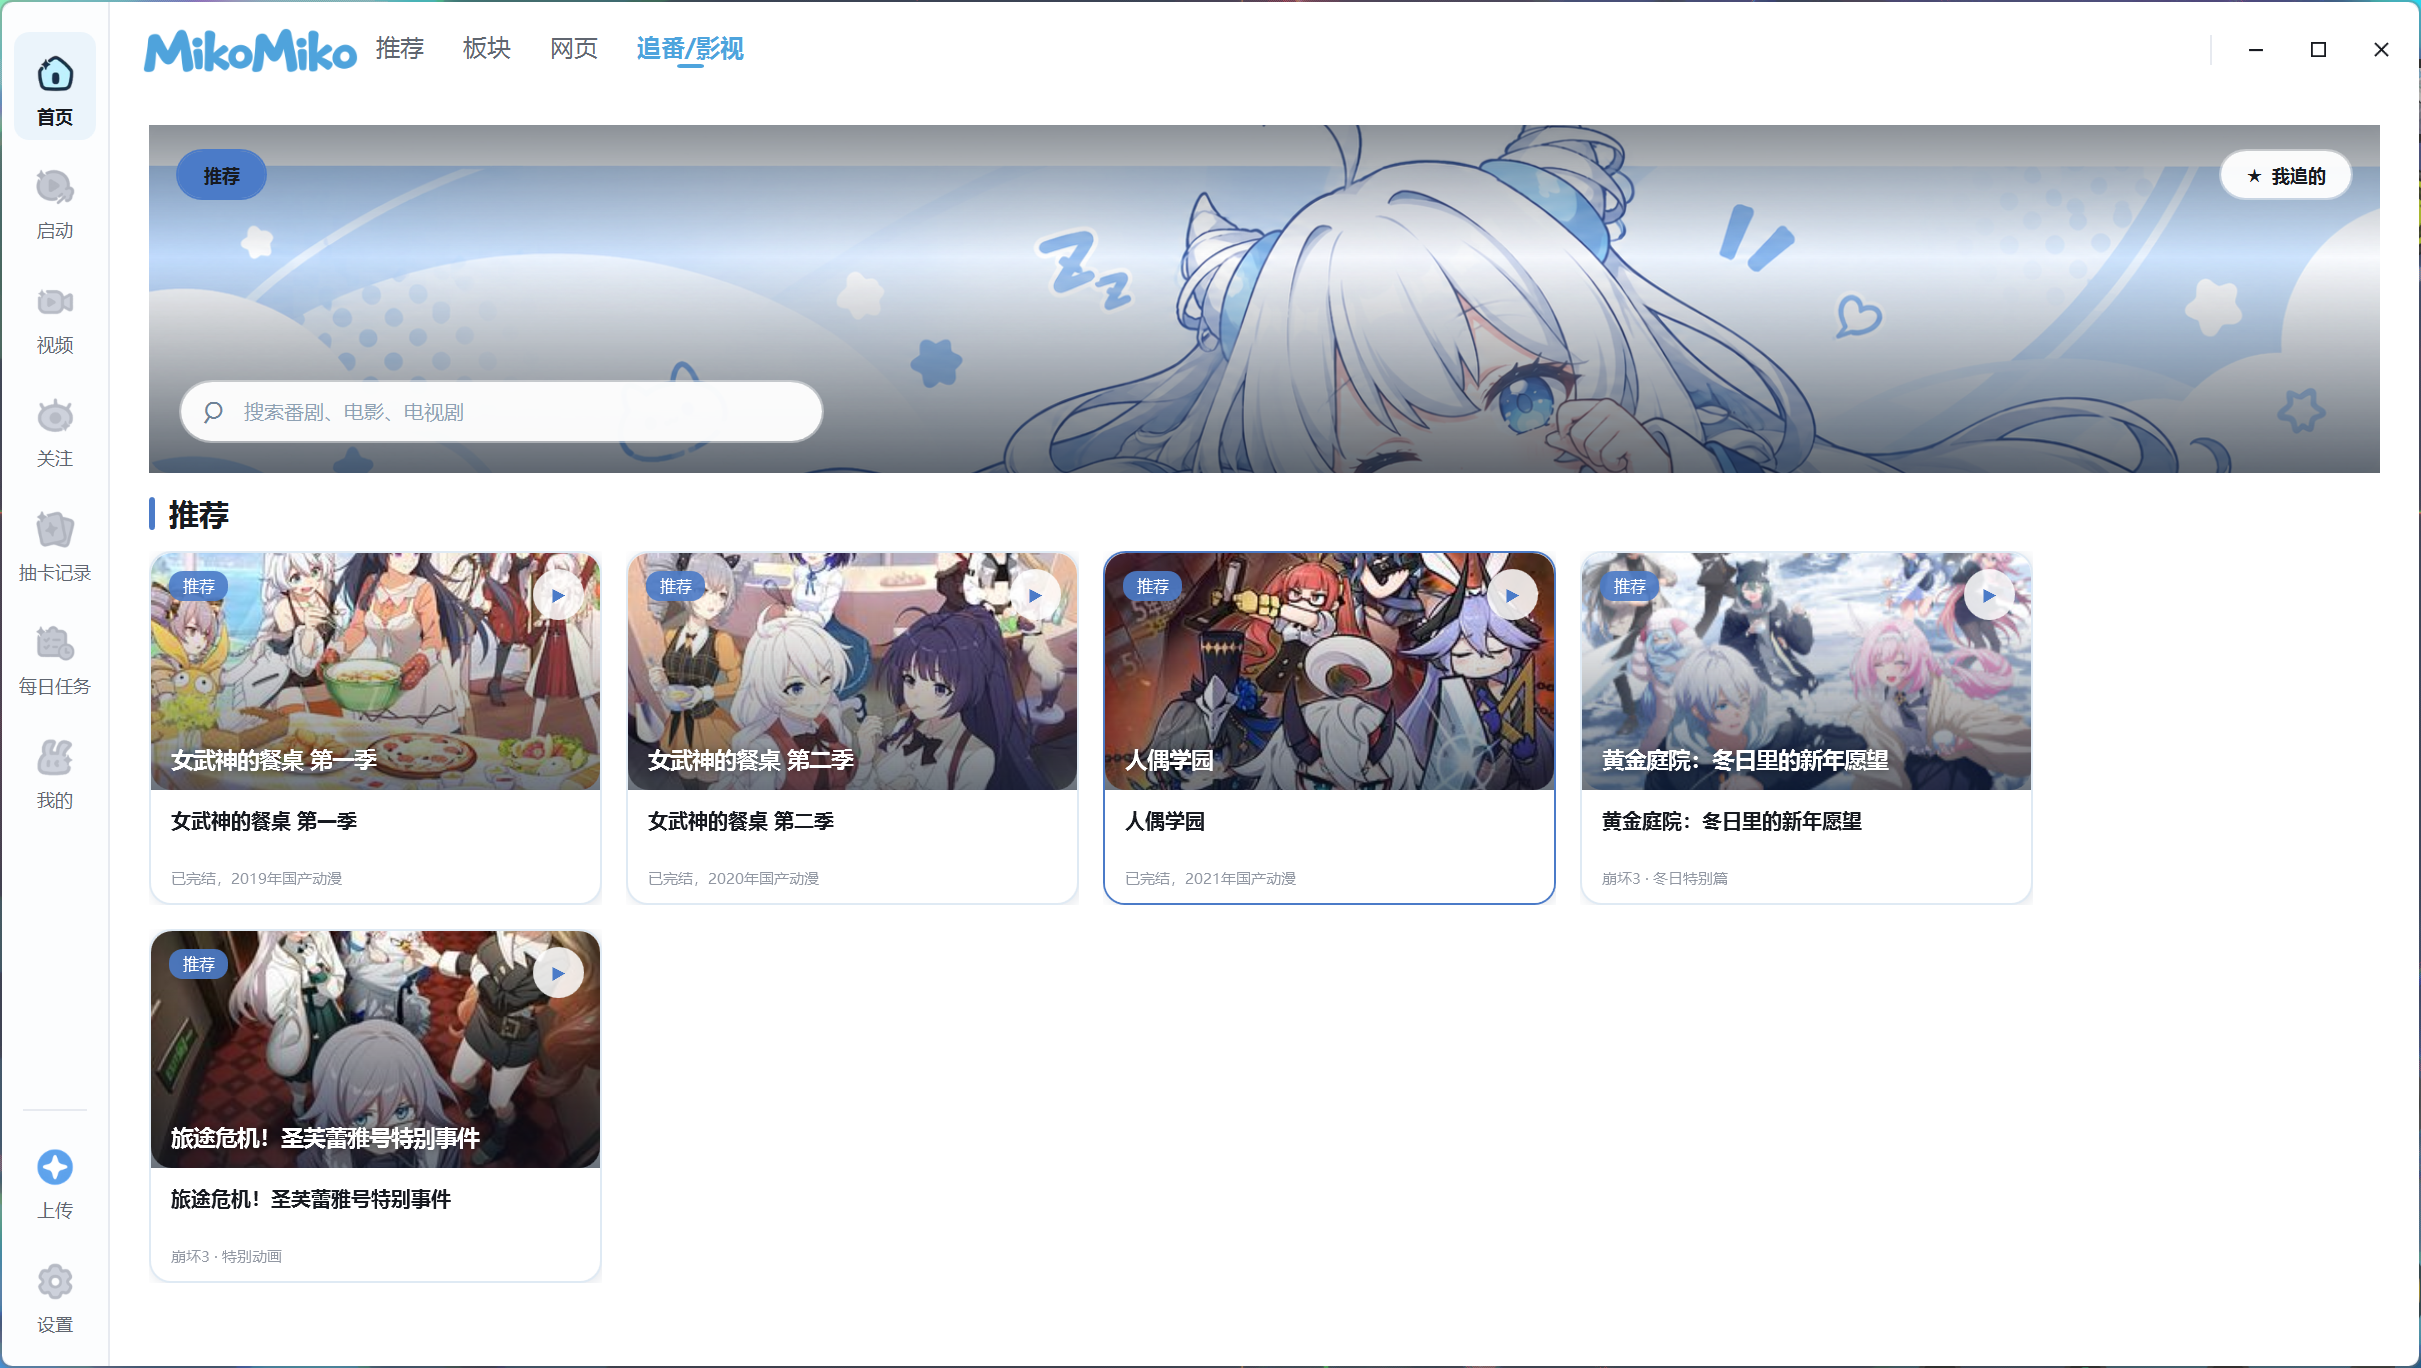 MikoMiko 推荐 板块 网页 追番/影视
首页
启动
视频
关注
抽卡记录
每日任务
我的
上传
设置
推荐
★ 我追的
Zz
搜索番剧、电影、电视剧
推荐
推荐
女武神的餐桌 第一季
女武神的餐桌 第一季
已完结，2019年国产动漫
推荐
女武神的餐桌 第二季
女武神的餐桌 第二季
已完结，2020年国产动漫
推荐
人偶学园
人偶学园
已完结，2021年国产动漫
推荐
黄金庭院：冬日里的新年愿望
黄金庭院：冬日里的新年愿望
崩坏3 · 冬日特别篇
推荐
旅途危机！圣芙蕾雅号特别事件
旅途危机！圣芙蕾雅号特别事件
崩坏3 · 特别动画